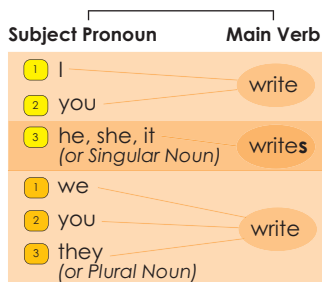 Subject Pronoun Main Verb
1 I
write
2 you
3 he, she, it writes
(or Singular Noun)
1 we
2 you write
3 they
(or Plural Noun)